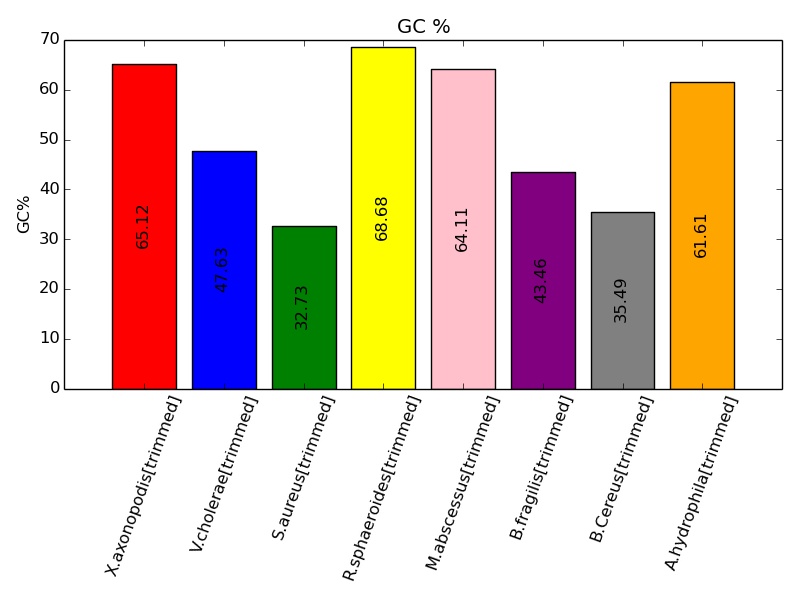 GC %
GC%
70
60
50
40
30
20
10
0
65.12
47.63
32.73
68.68
64.11
43.46
35.49
61.61
X.axonopodis[trimmed]
V.cholerae[trimmed]
S.aureus[trimmed]
R.sphaeroides[trimmed]
M.abscessus[trimmed]
B.fragilis[trimmed]
B.Cereus[trimmed]
A.hydrophila[trimmed]